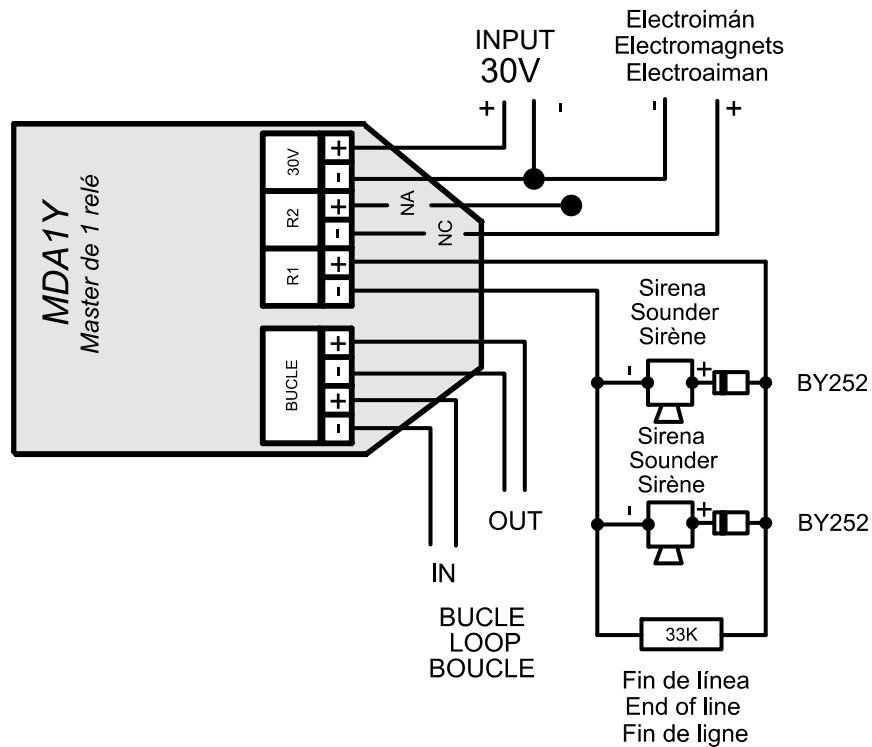 INPUT
30V
+ -
Electroimán
Electromagnets
Electroaiman
- +
MDA1Y
Master de 1 relé
30V
+
-
R2
+
-
NA
NC
R1
+
-
BUCLE
+
-
+
-
OUT
IN
BUCLE
LOOP
BOUCLE
Sirena
Sounder
Sirène
- +
BY252
Sirena
Sounder
Sirène
- +
BY252
33K
Fin de línea
End of line
Fin de ligne